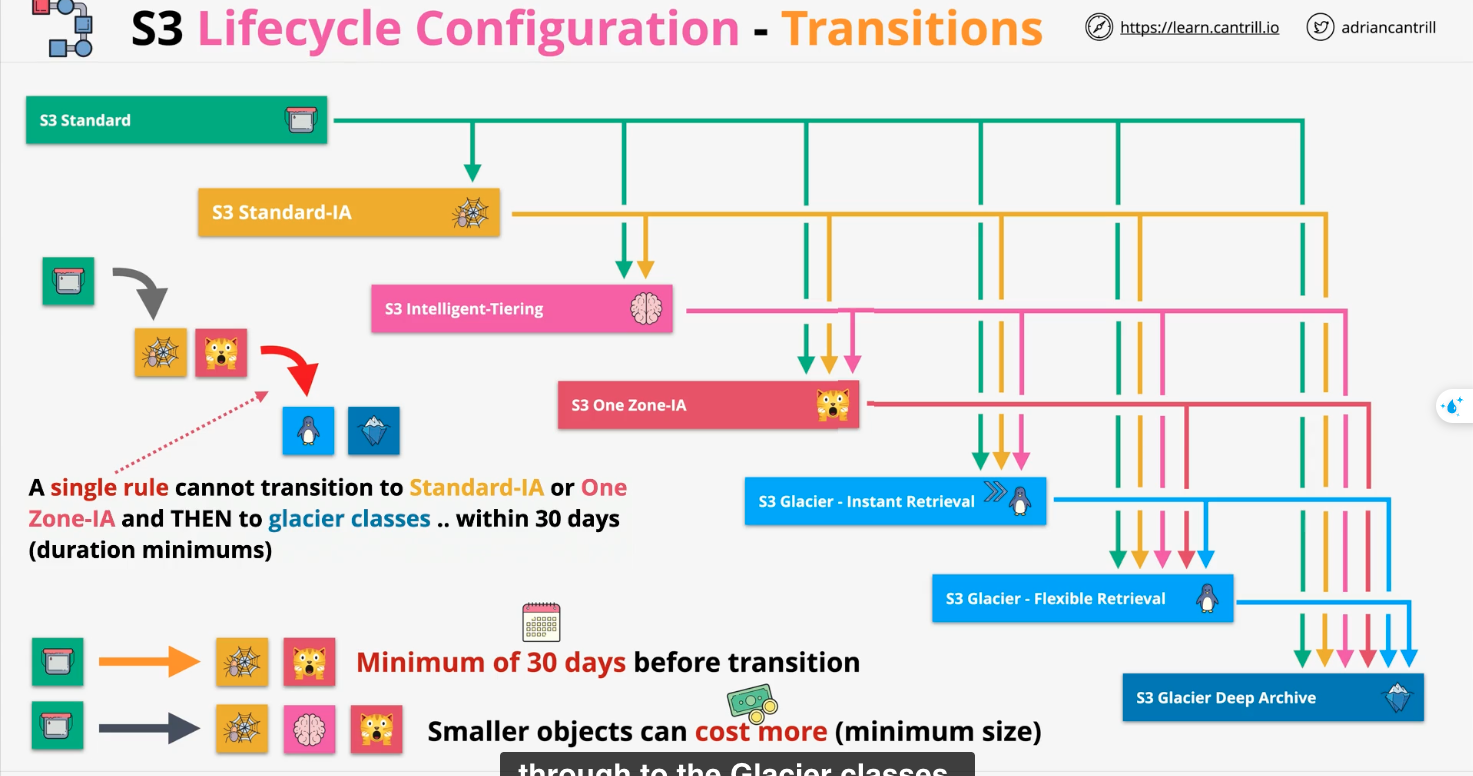 S3 Lifecycle Configuration - Transitions
https://learn.cantrill.io
adriancantrill
S3 Standard
S3 Standard-IA
S3 Intelligent-Tiering
S3 One Zone-IA
S3 Glacier - Instant Retrieval
S3 Glacier - Flexible Retrieval
S3 Glacier Deep Archive
A single rule cannot transition to Standard-IA or One
Zone-IA and THEN to glacier classes .. within 30 days
(duration minimums)
Minimum of 30 days before transition
Smaller objects can cost more (minimum size)
through to the Glacier classes